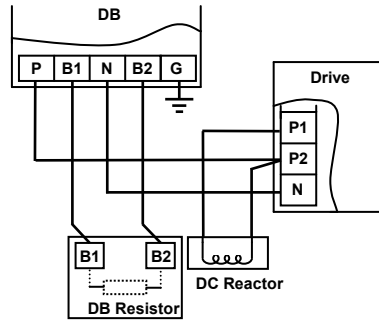 DB
P B1 N B2 G
Drive
P1
P2
N
B1 B2
DB Resistor
DC Reactor